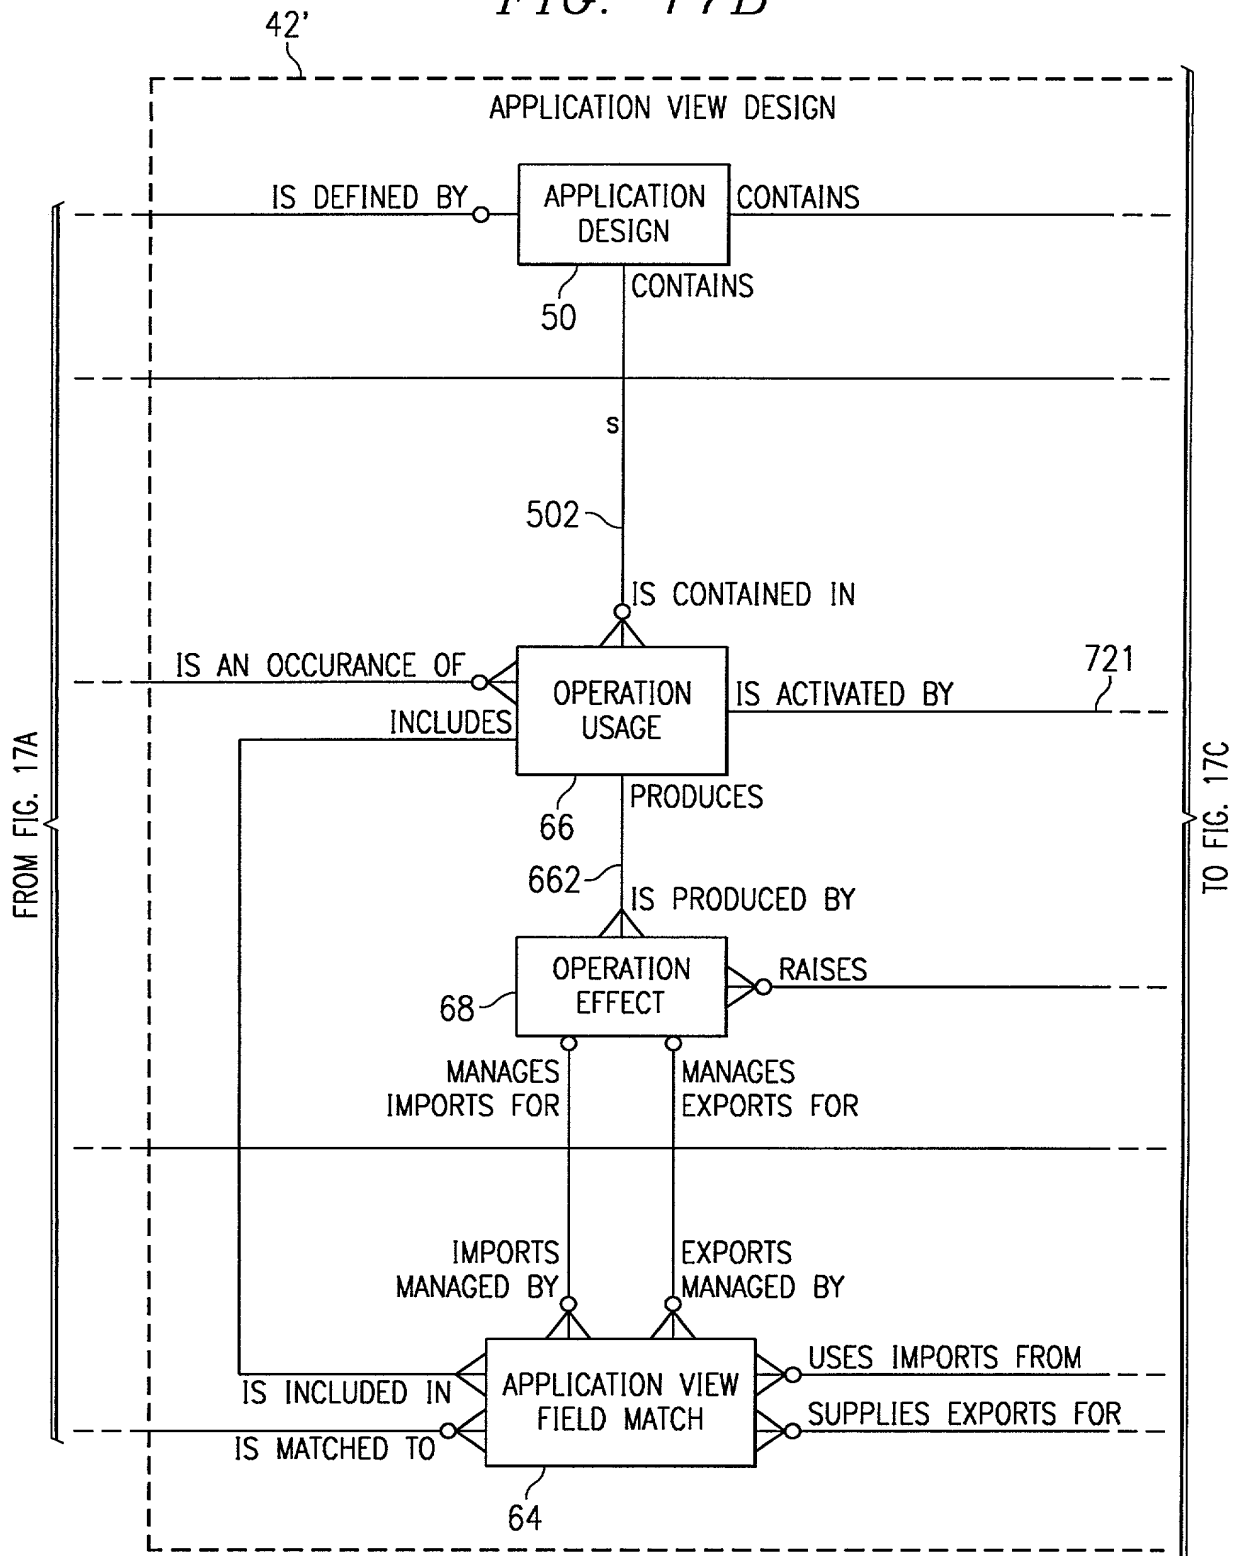 FIG. 17B
42'
APPLICATION VIEW DESIGN
IS DEFINED BY
APPLICATION
DESIGN
CONTAINS
CONTAINS
50
S
502
IS CONTAINED IN
IS AN OCCURANCE OF
OPERATION
USAGE
IS ACTIVATED BY
721
INCLUDES
PRODUCES
66
662
IS PRODUCED BY
OPERATION
EFFECT
RAISES
68
MANAGES
IMPORTS FOR
MANAGES
EXPORTS FOR
IMPORTS
MANAGED BY
EXPORTS
MANAGED BY
IS INCLUDED IN
APPLICATION VIEW
FIELD MATCH
USES IMPORTS FROM
SUPPLIES EXPORTS FOR
IS MATCHED TO
64
FROM FIG. 17A
TO FIG. 17C